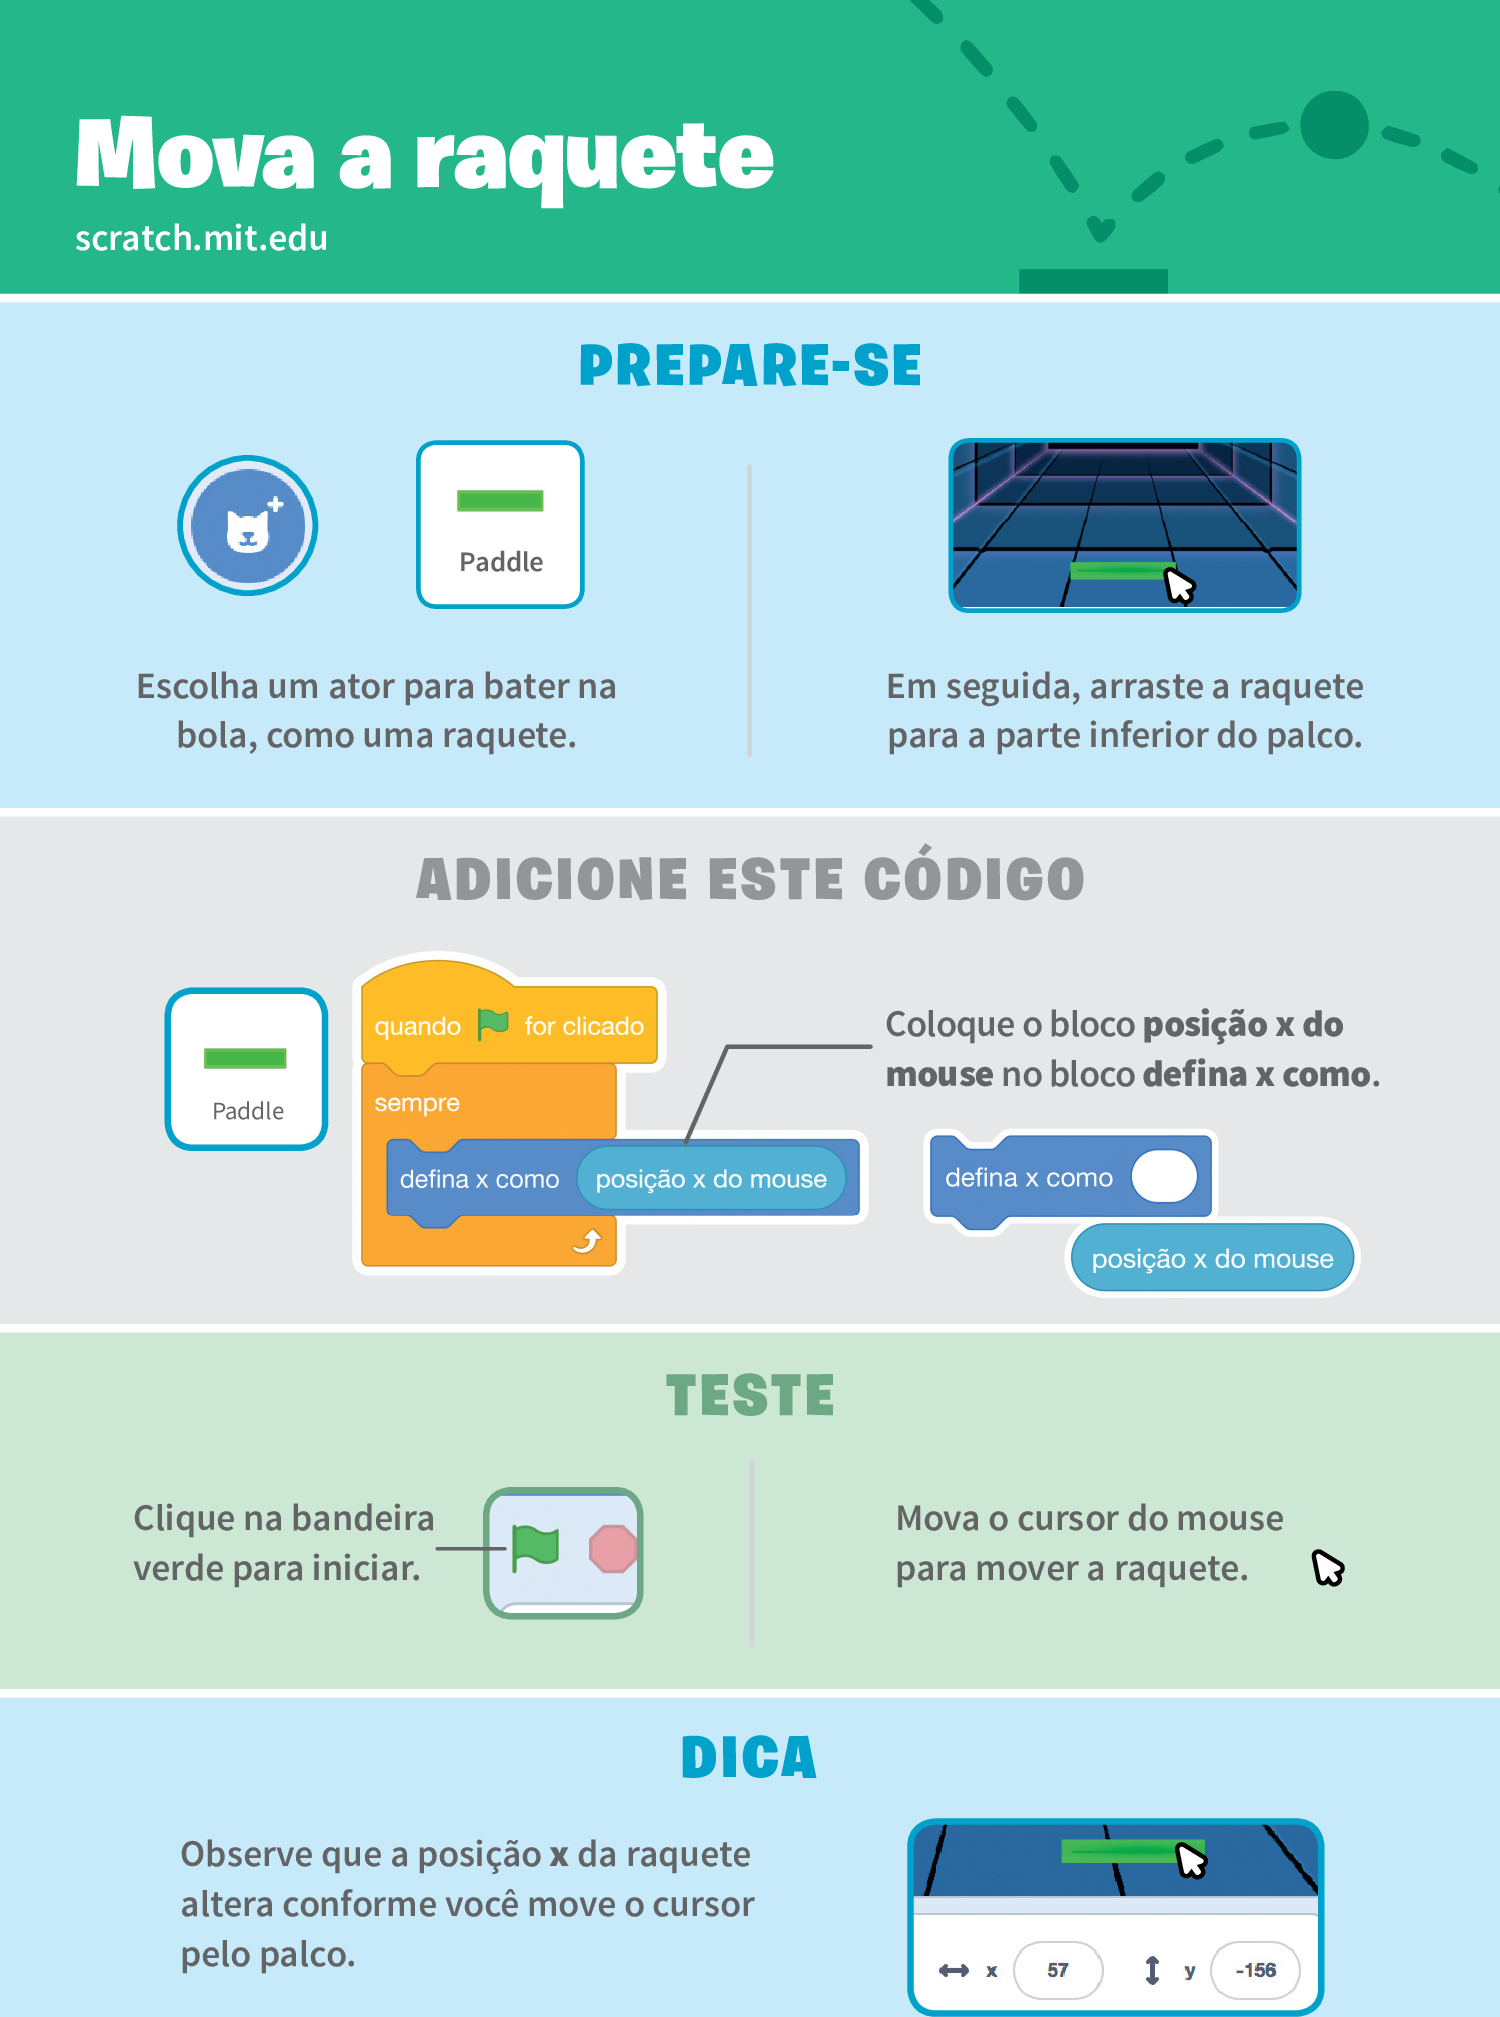 Mova a raquete
scratch.mit.edu
PREPARE-SE
Paddle
Escolha um ator para bater na
bola, como uma raquete.
Em seguida, arraste a raquete
para a parte inferior do palco.
ADICIONE ESTE CÓDIGO
Paddle
quando for clicado
sempre
defina x como posição x do mouse
Coloque o bloco posição x do
mouse no bloco defina x como.
defina x como
posição x do mouse
TESTE
Clique na bandeira
verde para iniciar.
Mova o cursor do mouse
para mover a raquete.
DICA
Observe que a posição x da raquete
altera conforme você move o cursor
pelo palco.
x 57 y -156